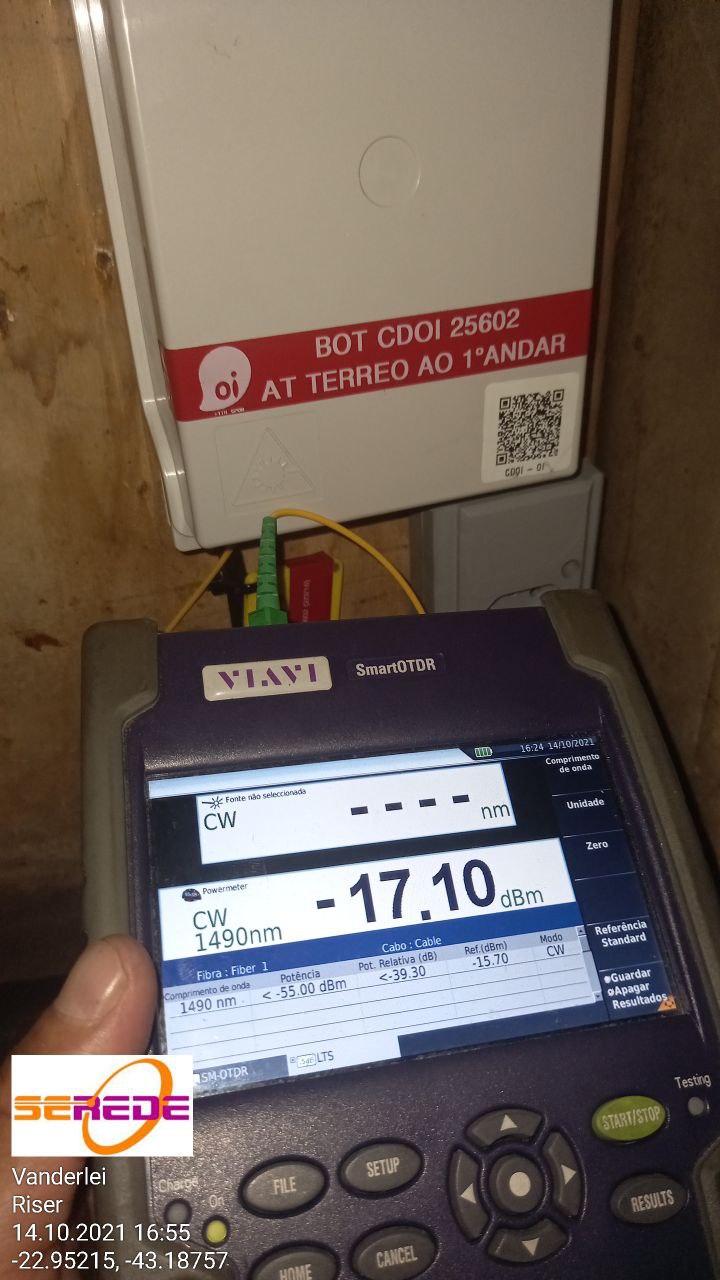 BOT CDOI 25602
AT TERREO AO 1ºANDAR
oi
CDOI - OI
VIAVI
SmartOTDR
16:24 14/10/2021
Comprimento de onda
Unidade
Zero
Referência Standard
Guardar
Apagar
Resultados
Fonte não seleccionada
CW
---- nm
Powermeter
CW
1490nm
-17.10 dBm
Fibra : Fiber 1 Cabo : Cable
Comprimento de onda Potência Pot. Relativa (dB) Ref.(dBm) Modo
1490 nm < -55.00 dBm <-39.30 -15.70 CW
SM-OTDR
LTS
Testing
START/STOP
Charge
On
FILE
SETUP
RESULTS
HOME
CANCEL
SEREDE
Vanderlei
Riser
14.10.2021 16:55
-22.95215, -43.18757